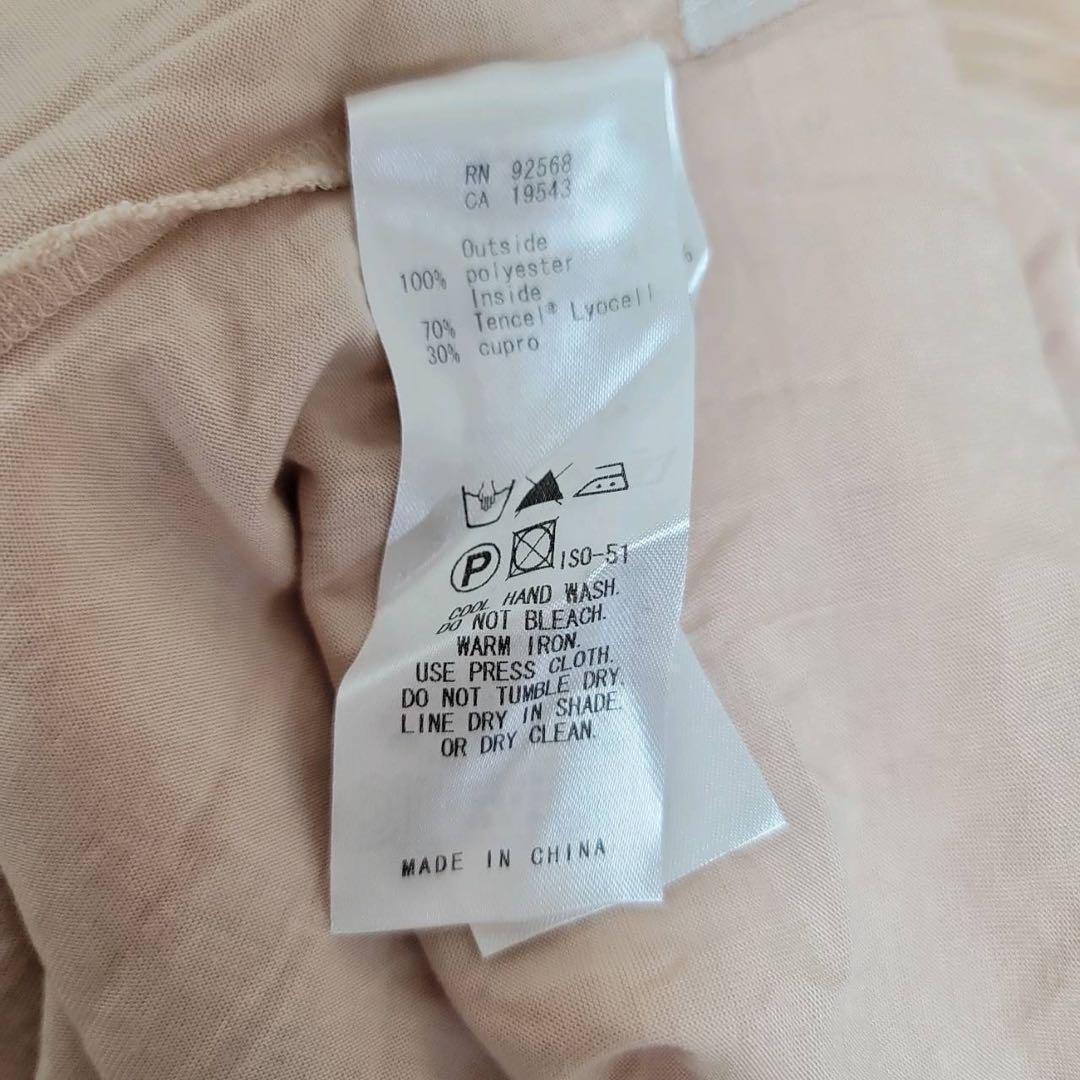 RN 92568
CA 19543
Outside
100% polyester
Inside
70% Tencel® Lyocell
30% cupro
%
P
ISO-51
COOL HAND WASH.
DO NOT BLEACH.
WARM IRON.
USE PRESS CLOTH.
DO NOT TUMBLE DRY.
LINE DRY IN SHADE.
OR DRY CLEAN.
MADE IN CHINA